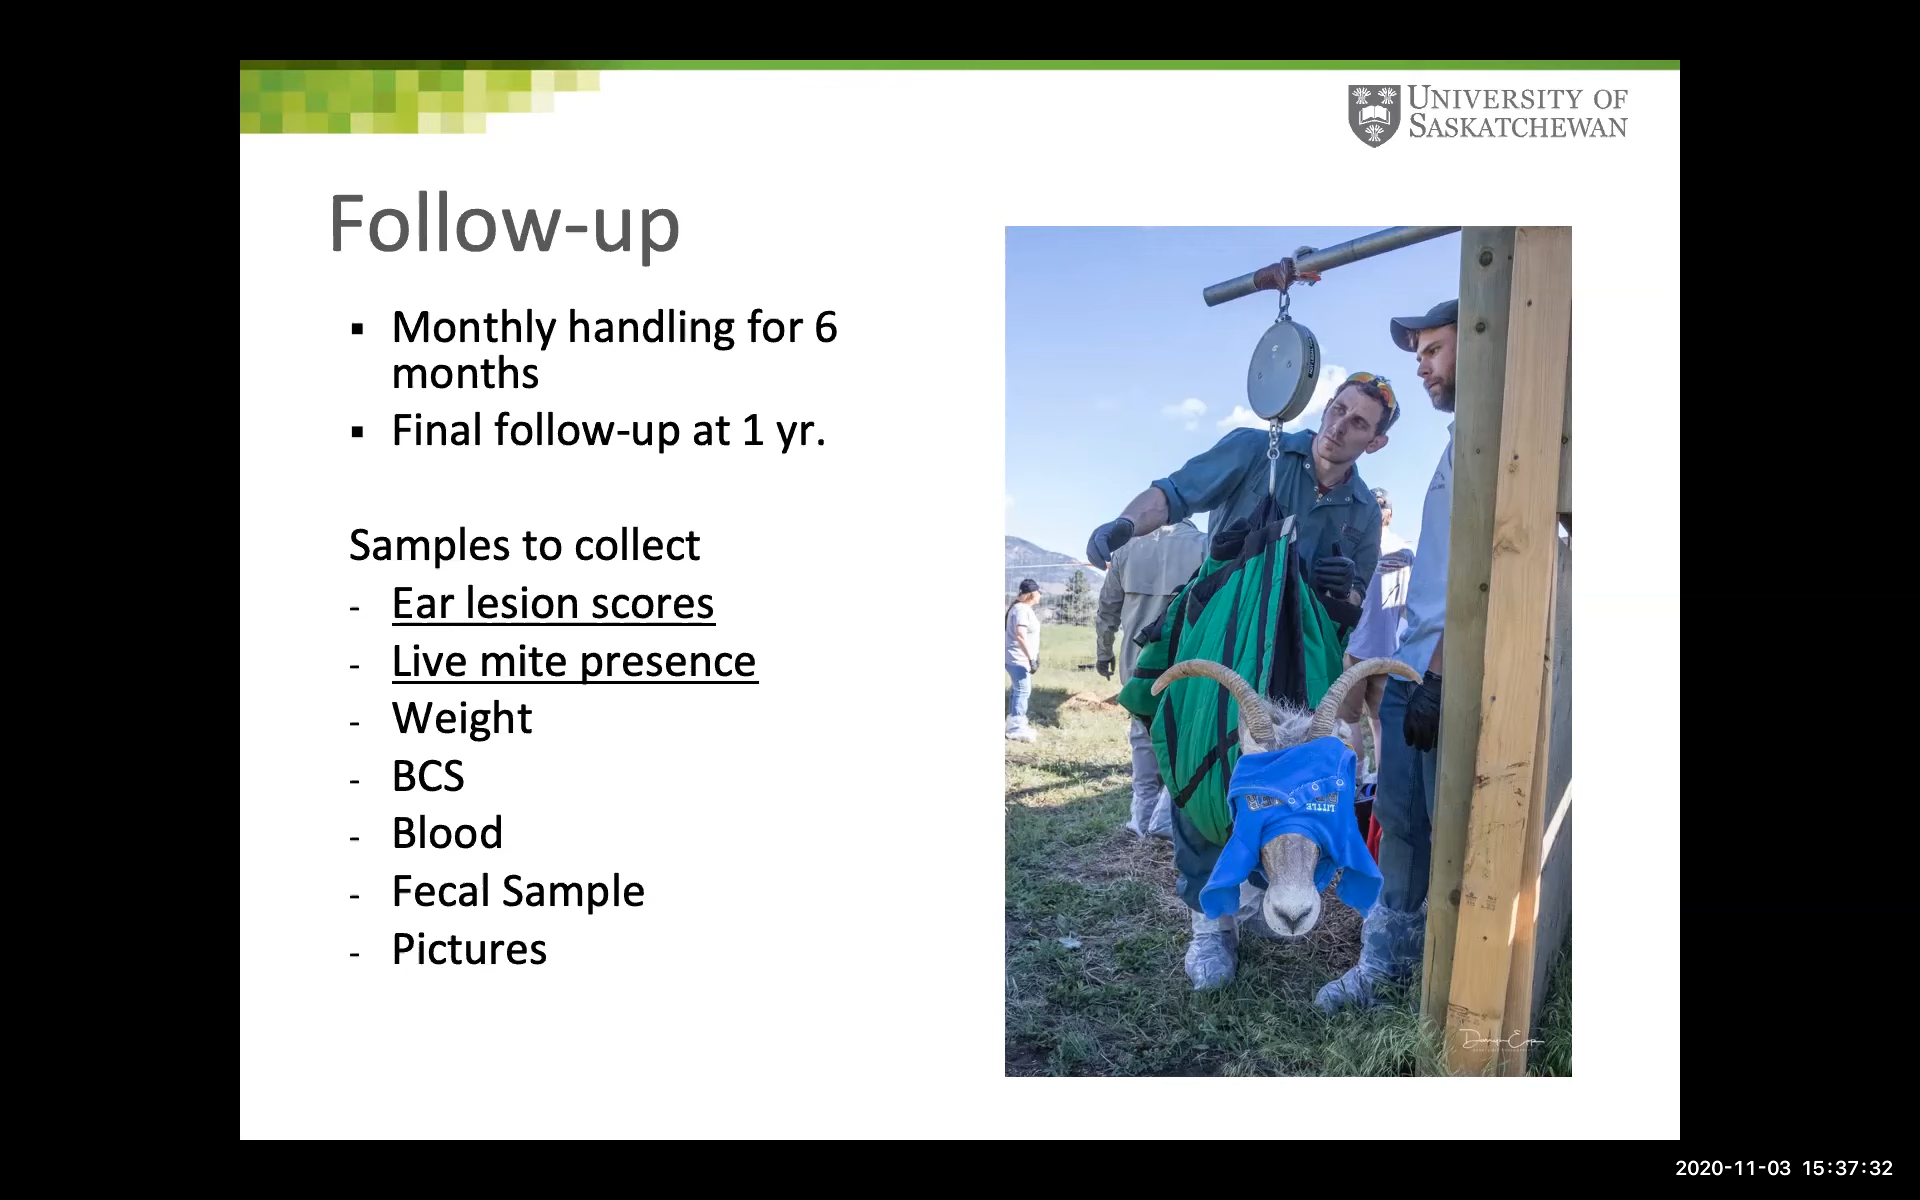 UNIVERSITY OF
SASKATCHEWAN
Follow-up
▪ Monthly handling for 6
months
▪ Final follow-up at 1 yr.
Samples to collect
- Ear lesion scores
- Live mite presence
- Weight
- BCS
- Blood
- Fecal Sample
- Pictures
LITTLE
2020-11-03 15:37:32